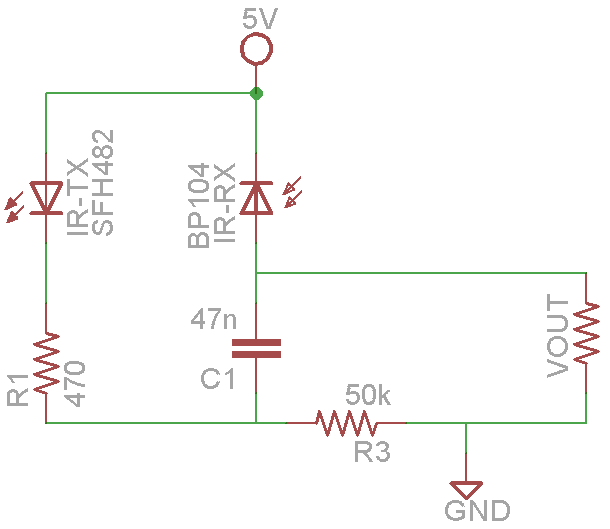 5V
IR-TX
SFH482
BP104
IR-RX
47n
C1
R1
470
50k
R3
VOUT
GND